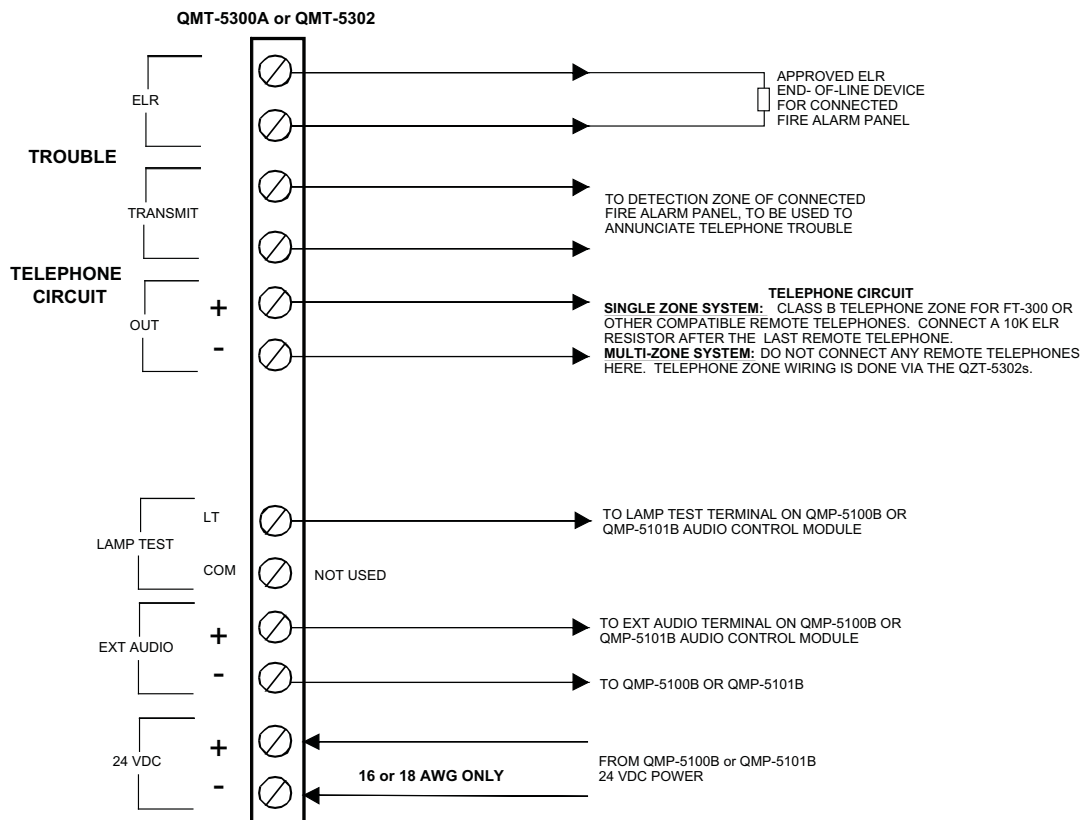 QMT-5300A or QMT-5302
ELR
APPROVED ELR
END- OF-LINE DEVICE
FOR CONNECTED
FIRE ALARM PANEL
TROUBLE
TRANSMIT
TO DETECTION ZONE OF CONNECTED
FIRE ALARM PANEL, TO BE USED TO
ANNUNCIATE TELEPHONE TROUBLE
TELEPHONE
CIRCUIT
OUT
+
-
TELEPHONE CIRCUIT
SINGLE ZONE SYSTEM: CLASS B TELEPHONE ZONE FOR FT-300 OR
OTHER COMPATIBLE REMOTE TELEPHONES. CONNECT A 10K ELR
RESISTOR AFTER THE LAST REMOTE TELEPHONE.
MULTI-ZONE SYSTEM: DO NOT CONNECT ANY REMOTE TELEPHONES
HERE. TELEPHONE ZONE WIRING IS DONE VIA THE QZT-5302s.
LAMP TEST
LT
TO LAMP TEST TERMINAL ON QMP-5100B OR
QMP-5101B AUDIO CONTROL MODULE
COM
NOT USED
EXT AUDIO
+
TO EXT AUDIO TERMINAL ON QMP-5100B OR
QMP-5101B AUDIO CONTROL MODULE
-
TO QMP-5100B OR QMP-5101B
24 VDC
+
-
16 or 18 AWG ONLY
FROM QMP-5100B or QMP-5101B
24 VDC POWER